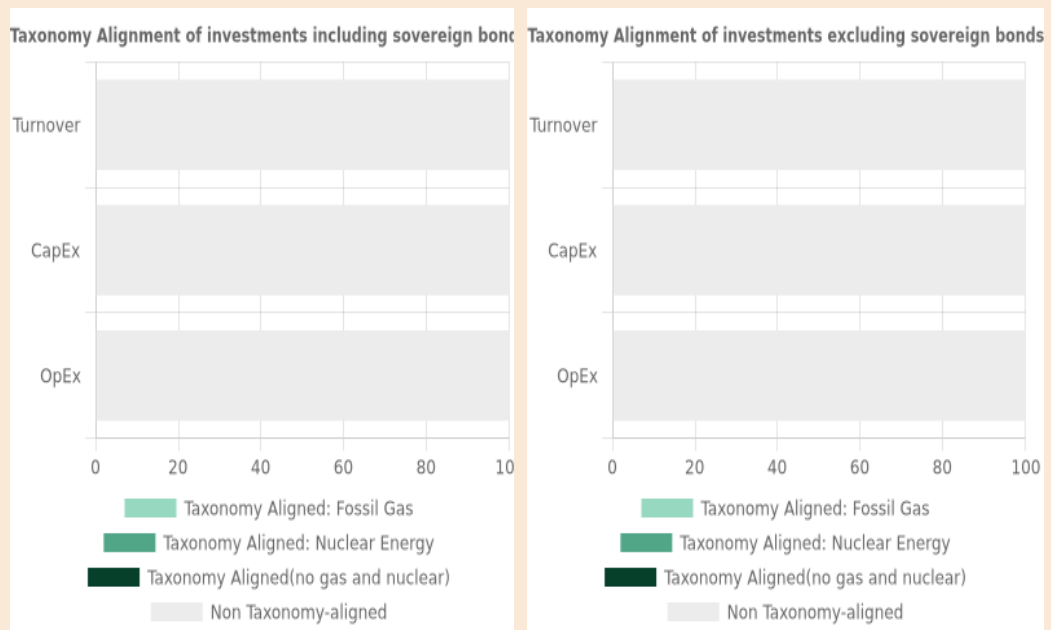 Taxonomy Alignment of investments including sovereign bond
Turnover
CapEx
OpEx
0 20 40 60 80 10
Taxonomy Aligned: Fossil Gas
Taxonomy Aligned: Nuclear Energy
Taxonomy Aligned(no gas and nuclear)
Non Taxonomy-aligned
Taxonomy Alignment of investments excluding sovereign bonds
Turnover
CapEx
OpEx
0 20 40 60 80 100
Taxonomy Aligned: Fossil Gas
Taxonomy Aligned: Nuclear Energy
Taxonomy Aligned(no gas and nuclear)
Non Taxonomy-aligned